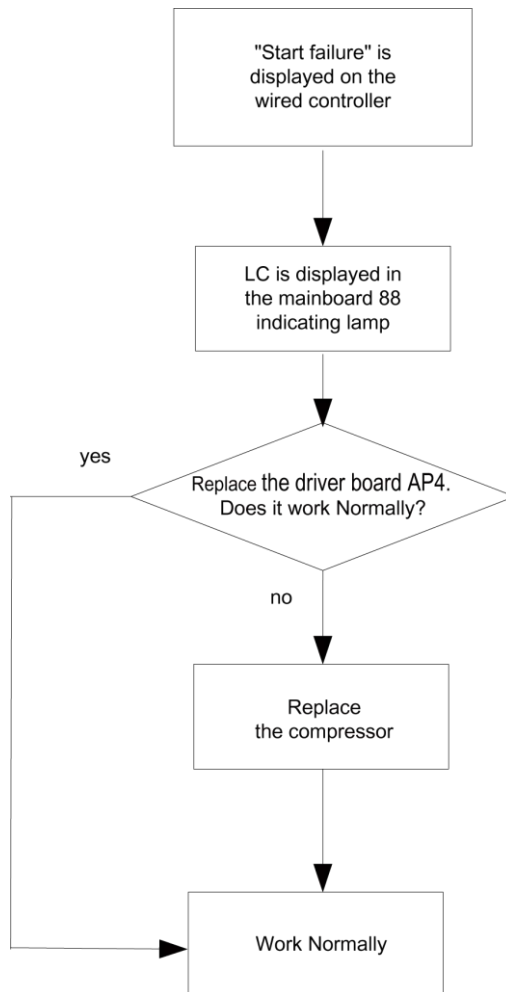 "Start failure" is
displayed on the
wired controller
LC is displayed in
the mainboard 88
indicating lamp
yes
Replace the driver board AP4.
Does it work Normally?
no
Replace
the compressor
Work Normally